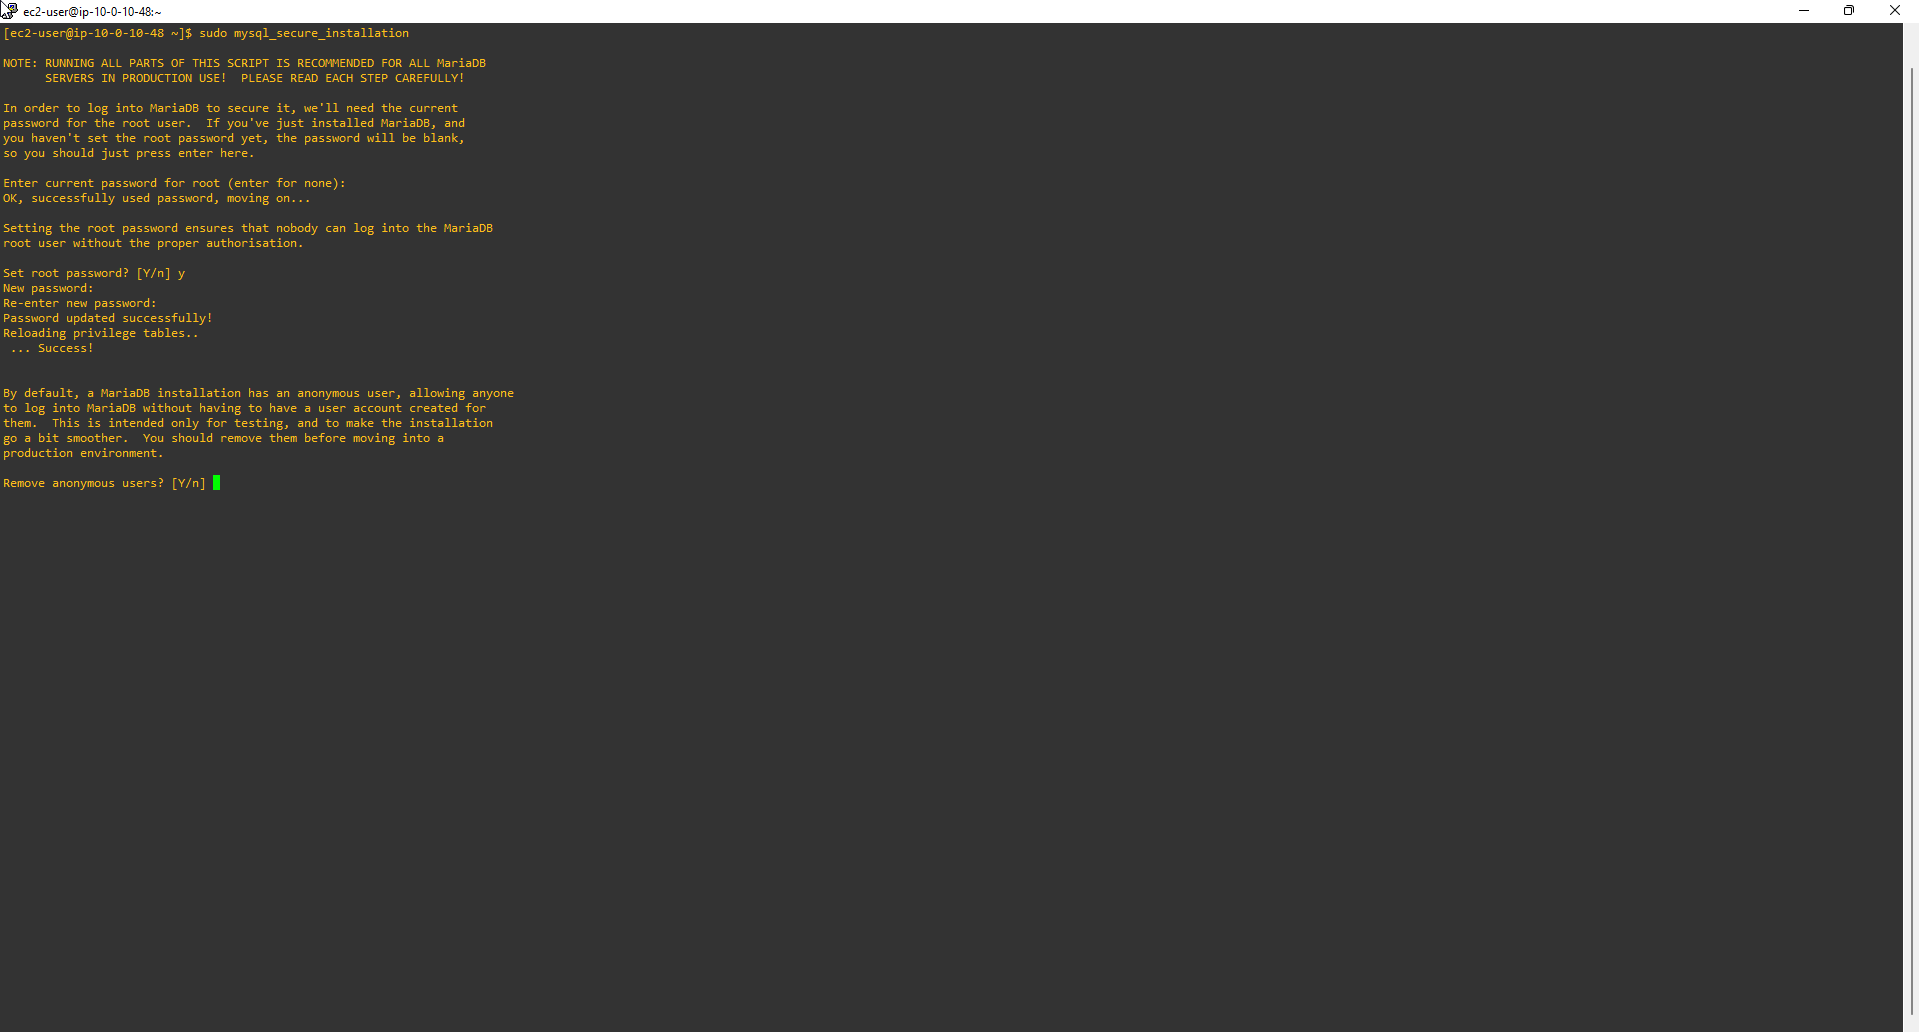 ec2-user@ip-10-0-10-48:~
[ec2-user@ip-10-0-10-48 ~]$ sudo mysql_secure_installation
NOTE: RUNNING ALL PARTS OF THIS SCRIPT IS RECOMMENDED FOR ALL MariaDB
SERVERS IN PRODUCTION USE!  PLEASE READ EACH STEP CAREFULLY!
In order to log into MariaDB to secure it, we'll need the current
password for the root user.  If you've just installed MariaDB, and
you haven't set the root password yet, the password will be blank,
so you should just press enter here.
Enter current password for root (enter for none):
OK, successfully used password, moving on...
Setting the root password ensures that nobody can log into the MariaDB
root user without the proper authorisation.
Set root password? [Y/n] y
New password:
Re-enter new password:
Password updated successfully!
Reloading privilege tables..
... Success!
By default, a MariaDB installation has an anonymous user, allowing anyone
to log into MariaDB without having to have a user account created for
them.  This is intended only for testing, and to make the installation
go a bit smoother.  You should remove them before moving into a
production environment.
Remove anonymous users? [Y/n]